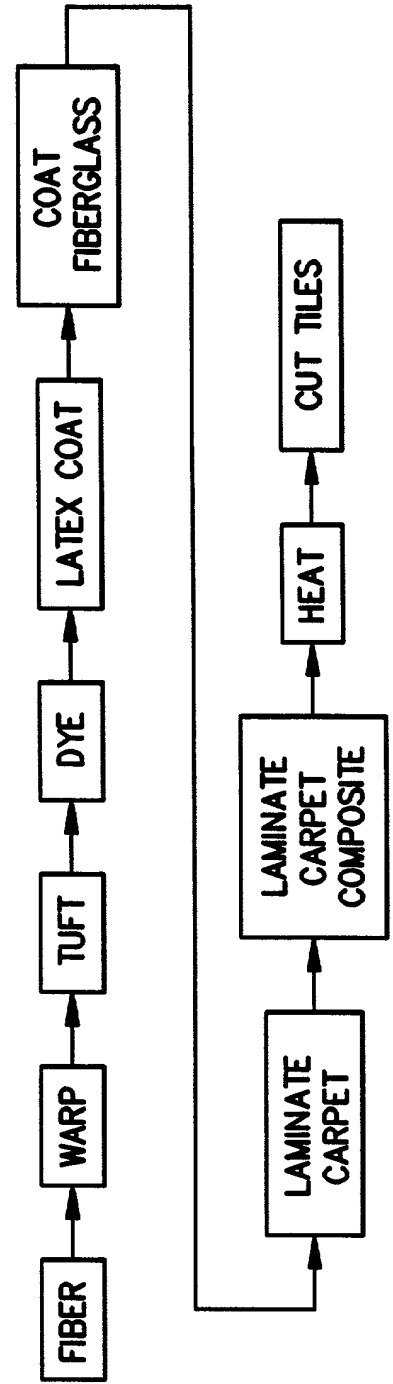 FIBER
WARP
TUFT
DYE
LATEX COAT
COAT
FIBERGLASS
LAMINATE
CARPET
LAMINATE
CARPET
COMPOSITE
HEAT
CUT TILES